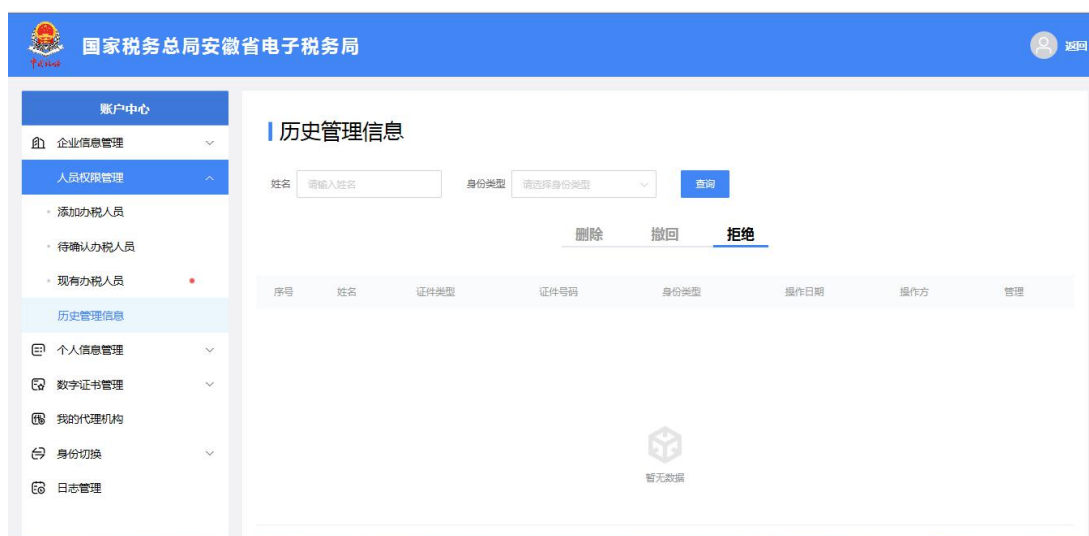 国家税务总局安徽省电子税务局
返回
账户中心
企业信息管理
人员权限管理
添加办税人员
待确认办税人员
现有办税人员
历史管理信息
个人信息管理
数字证书管理
我的代理机构
身份切换
日志管理
历史管理信息
姓名 请输入姓名 身份类型 请选择身份类型 查询
删除 撤回 拒绝
序号 姓名 证件类型 证件号码 身份类型 操作日期 操作方 管理
暂无数据